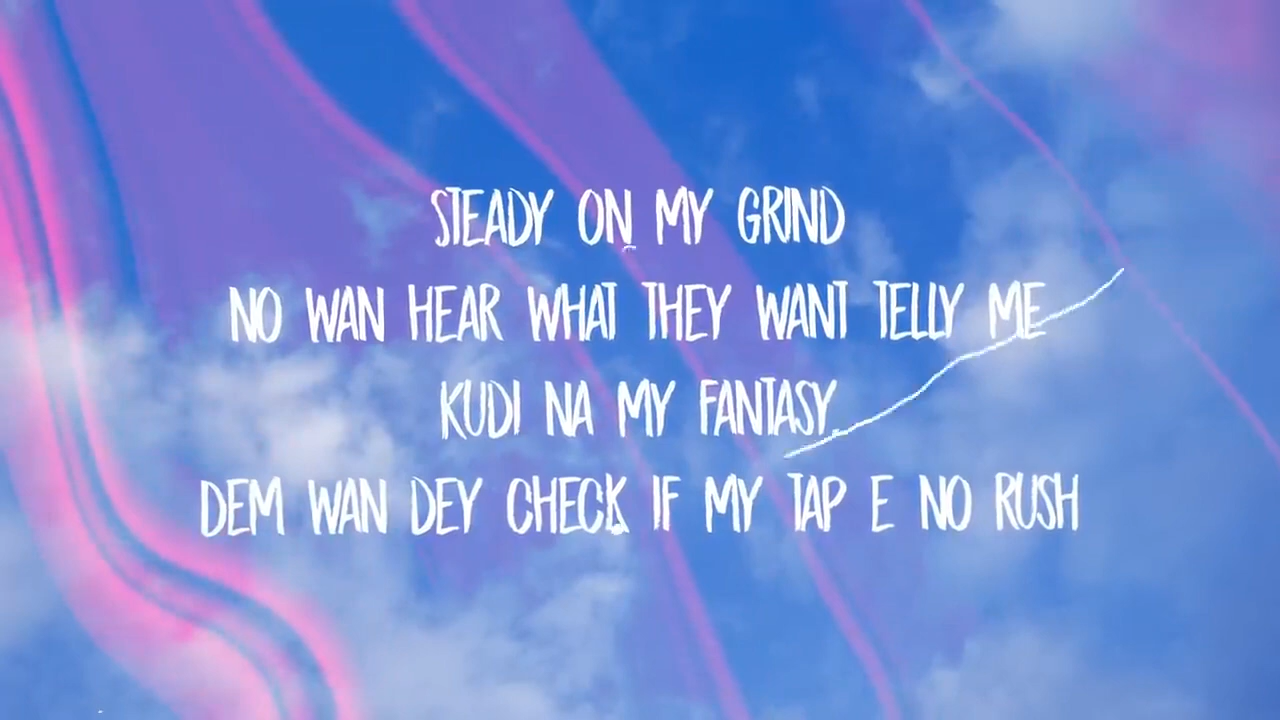 STEADY ON MY GRIND
NO WAN HEAR WHAT THEY WANT TELLY ME
KUDI NA MY FANTASY
DEM WAN DEY CHECK IF MY TAP E NO RUSH